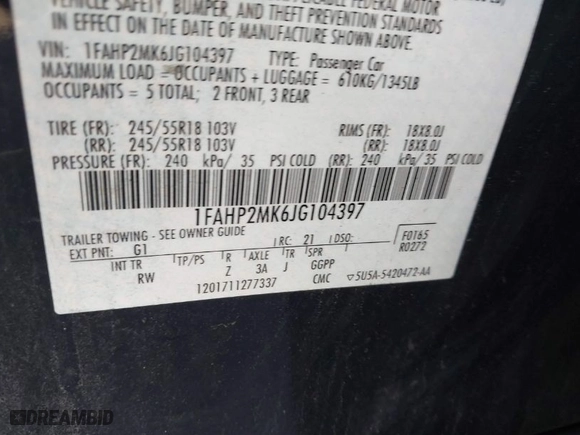 VEHICLE SAFETY, BUMPER, AND THEFT PREVENTION STANDARDS
IN EFFECT ON THE DATE OF MANUFACTURE SHOWN ABOVE.
VIN: 1FAHP2MK6JG104397 TYPE: Passenger Car
MAXIMUM LOAD = OCCUPANTS + LUGGAGE = 610KG/1345LB
OCCUPANTS = 5 TOTAL; 2 FRONT, 3 REAR
TIRE (FR): 245/55R18 103V RIMS (FR): 18X8.0J
(RR): 245/55R18 103V (RR): 18X8.0J
PRESSURE (FR): 240 kPa/ 35 PSI COLD (RR): 240 kPa/ 35 PSI COLD
1FAHP2MK6JG104397
TRAILER TOWING - SEE OWNER GUIDE
EXT PNT: G1 RC: 21 DSO: F0165
INT TR TP/PS R AXLE TR SPR R0272
RW Z 3A J GGPP
1201711277337 CMC ▽5U5A-5420472-AA
DREAMBID